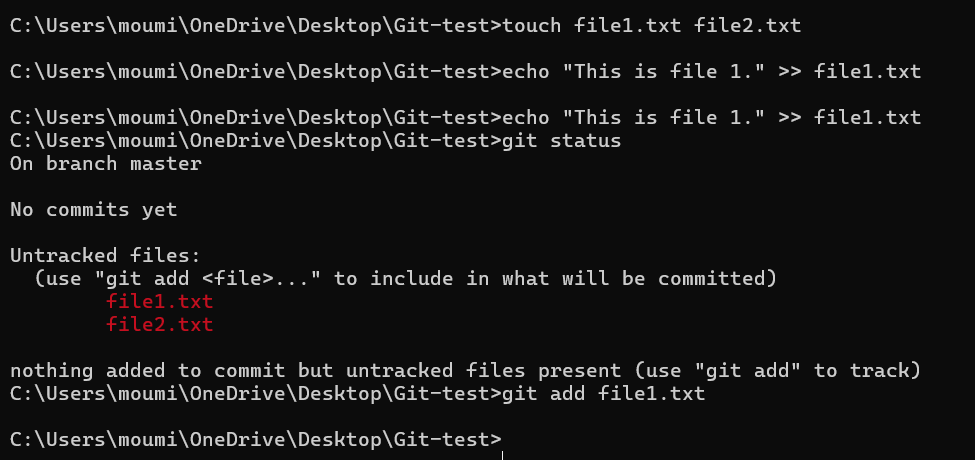 C:\Users\moumi\OneDrive\Desktop\Git-test>touch file1.txt file2.txt
C:\Users\moumi\OneDrive\Desktop\Git-test>echo "This is file 1." >> file1.txt
C:\Users\moumi\OneDrive\Desktop\Git-test>echo "This is file 1." >> file1.txt
C:\Users\moumi\OneDrive\Desktop\Git-test>git status
On branch master
No commits yet
Untracked files:
(use "git add <file>..." to include in what will be committed)
file1.txt
file2.txt
nothing added to commit but untracked files present (use "git add" to track)
C:\Users\moumi\OneDrive\Desktop\Git-test>git add file1.txt
C:\Users\moumi\OneDrive\Desktop\Git-test>